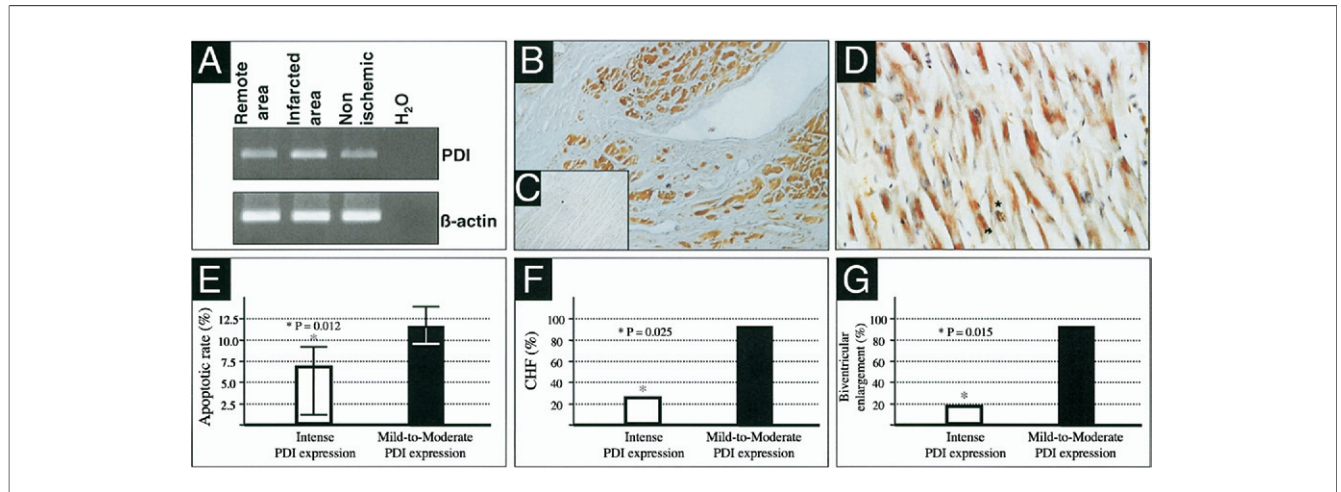 A
Remote
area
Infarcted
area
Non
ischemic
H₂O
PDI
ß-actin
B
C
D
E
Apoptotic rate (%)
12.5
10.0
7.5
5.0
2.5
* P = 0.012
*
Intense
PDI expression
Mild-to-Moderate
PDI expression
F
CHF (%)
100
80
60
40
20
* P = 0.025
*
Intense
PDI expression
Mild-to-Moderate
PDI expression
G
Biventricular
enlargement (%)
100
80
60
40
20
* P = 0.015
*
Intense
PDI expression
Mild-to-Moderate
PDI expression